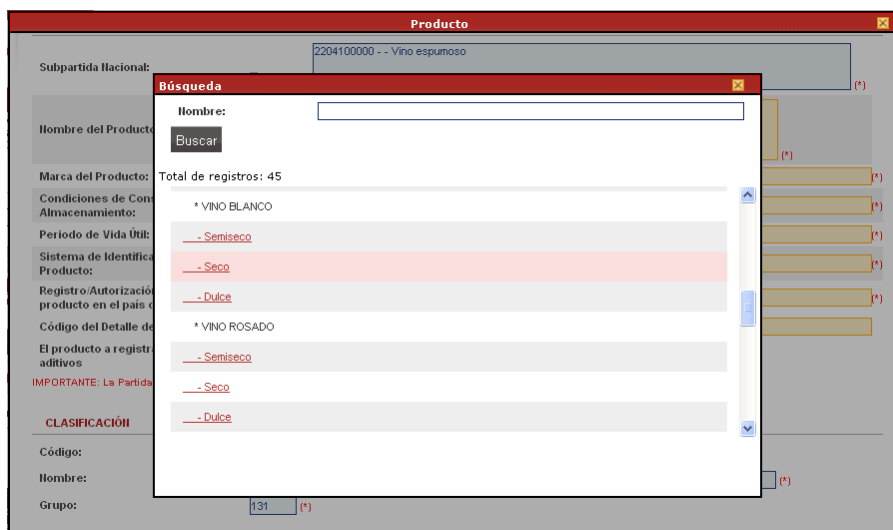 Producto
2204100000 - - Vino espumoso
Subpartida Nacional:
(*)
Búsqueda
Nombre:
Nombre del Producto
Buscar
(*)
Marca del Producto:
(*)
Total de registros: 45
Condiciones de Cons
Almacenamiento:
(*)
* VINO BLANCO
Periodo de Vida Útil:
(*)
- Semiseco
Sistema de Identifica
Producto:
(*)
- Seco
Registro/Autorización
producto en el país
(*)
- Dulce
Código del Detalle de
* VINO ROSADO
El producto a registra
aditivos
- Semiseco
IMPORTANTE: La Partida
- Seco
- Dulce
CLASIFICACIÓN
Código:
Nombre:
(*)
Grupo:
131
(*)